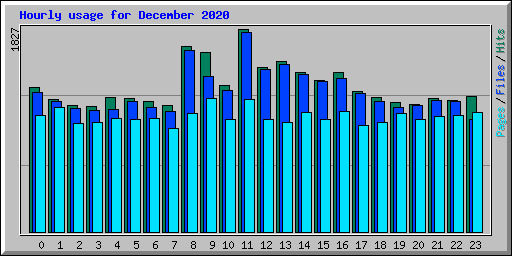 Hourly usage for December 2020
1827
Pages / Files / Hits
0 1 2 3 4 5 6 7 8 9 10 11 12 13 14 15 16 17 18 19 20 21 22 23